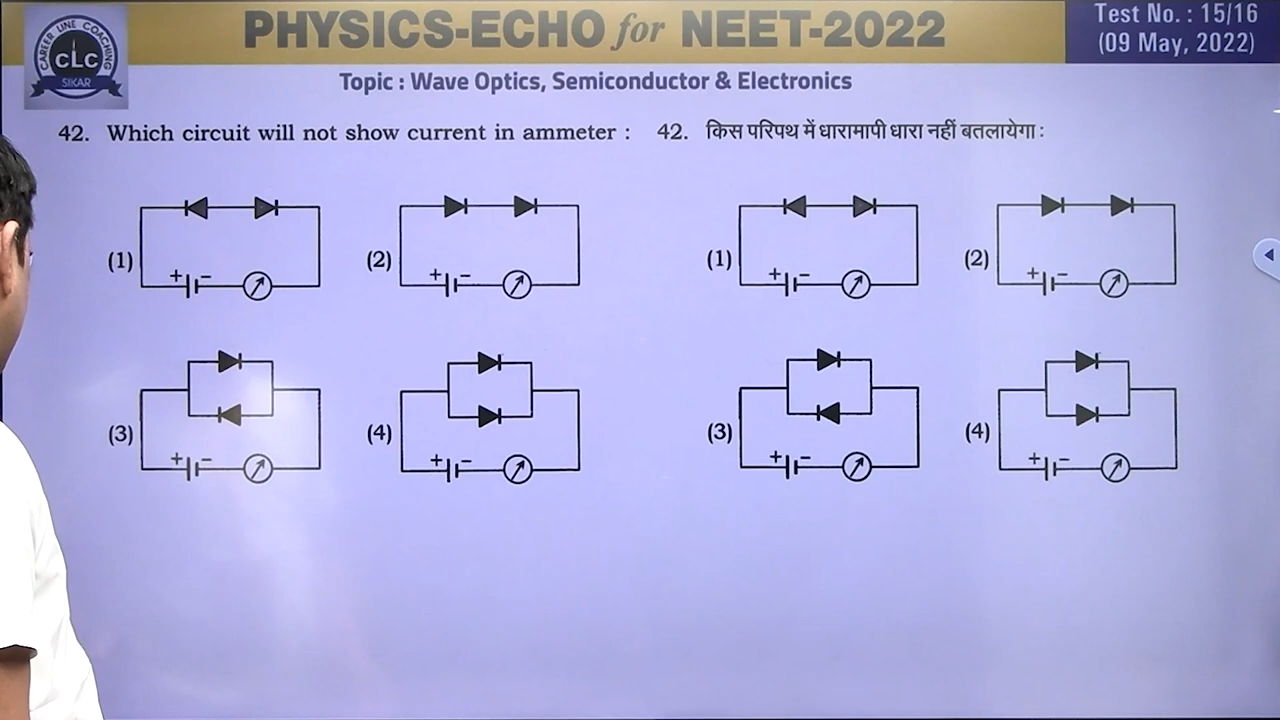 CAREER LINE COACHING
CLC
SIKAR
PHYSICS-ECHO for NEET-2022
Test No. : 15/16
(09 May, 2022)
Topic : Wave Optics, Semiconductor & Electronics
42. Which circuit will not show current in ammeter :
(1)
+ −
(2)
+ −
(3)
+ −
(4)
+ −
42. किस परिपथ में धारामापी धारा नहीं बतलायेगा :
(1)
+ −
(2)
+ −
(3)
+ −
(4)
+ −